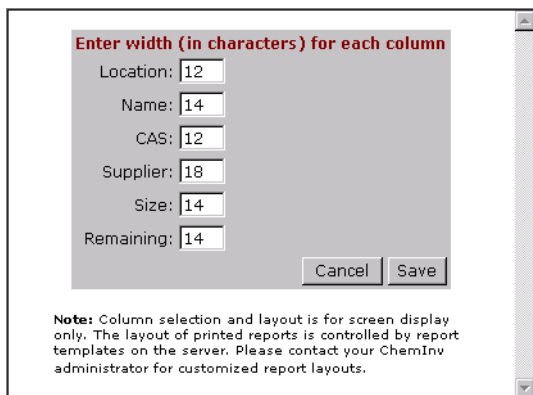 Enter width (in characters) for each column
Location: 12
Name: 14
CAS: 12
Supplier: 18
Size: 14
Remaining: 14
Cancel Save
Note: Column selection and layout is for screen display
only. The layout of printed reports is controlled by report
templates on the server. Please contact your ChemInv
administrator for customized report layouts.